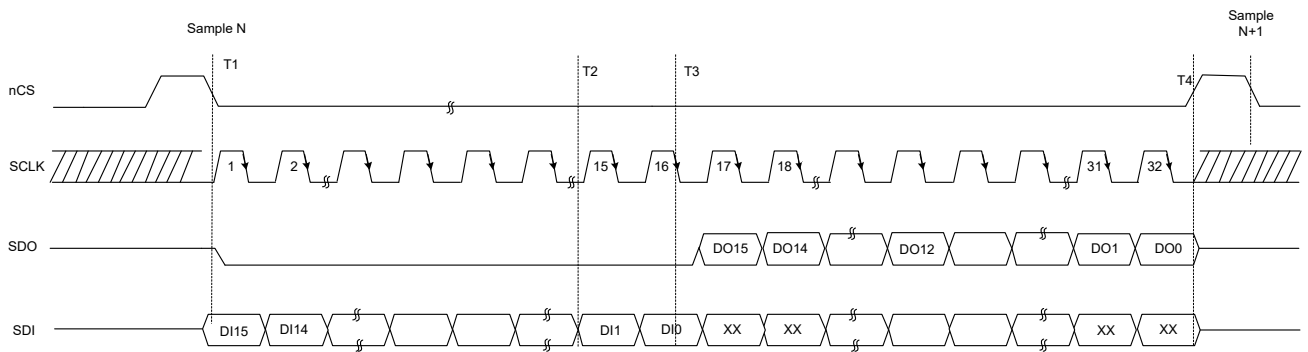 Sample N
Sample
N+1
T1
T2
T3
T4
nCS
SCLK
1
2
15
16
17
18
31
32
SDO
DO15
DO14
DO12
DO1
DO0
SDI
DI15
DI14
DI1
DI0
XX
XX
XX
XX